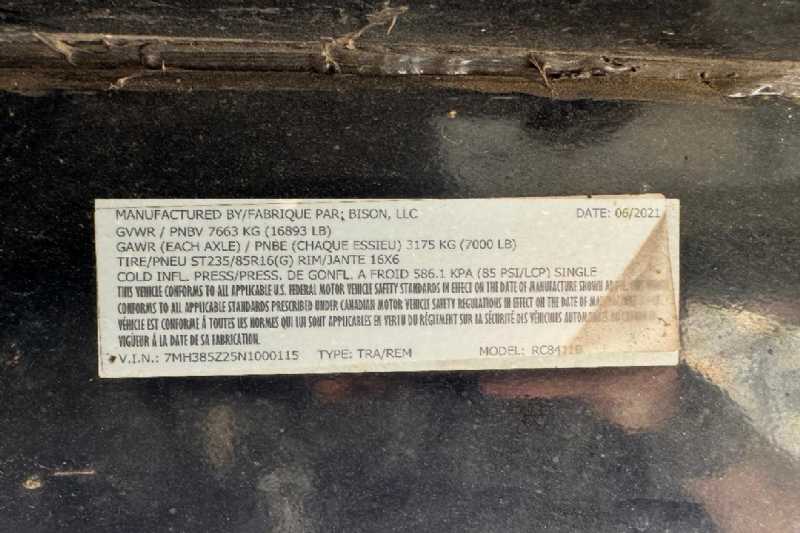 MANUFACTURED BY/FABRIQUE PAR; BISON, LLC DATE: 06/2021
GVWR / PNBV 7663 KG (16893 LB)
GAWR (EACH AXLE) / PNBE (CHAQUE ESSIEU) 3175 KG (7000 LB)
TIRE/PNEU ST235/85R16(G) RIM/JANTE 16X6
COLD INFL. PRESS/PRESS. DE GONFL. A FROID 586.1 KPA (85 PSI/LCP) SINGLE
THIS VEHICLE CONFORMS TO ALL APPLICABLE U.S. FEDERAL MOTOR VEHICLE SAFETY STANDARDS IN EFFECT ON THE DATE OF MANUFACTURE SHOWN
CONFORMS TO ALL APPLICABLE STANDARDS PRESCRIBED UNDER CANADIAN MOTOR VEHICLE SAFETY REGULATIONS IN EFFECT ON THE DATE OF
VÉHICLE EST CONFORME À TOUTES LES NORMES QUI LUI SONT APPLICABLES EN VERTU DU RÈGLEMENT SUR LA SÉCURITÉ DES VÉHICULES
VIGUEUR À LA DATE DE SA FABRICATION.
V.I.N.: 7MH385Z25N1000115 TYPE: TRA/REM MODEL: